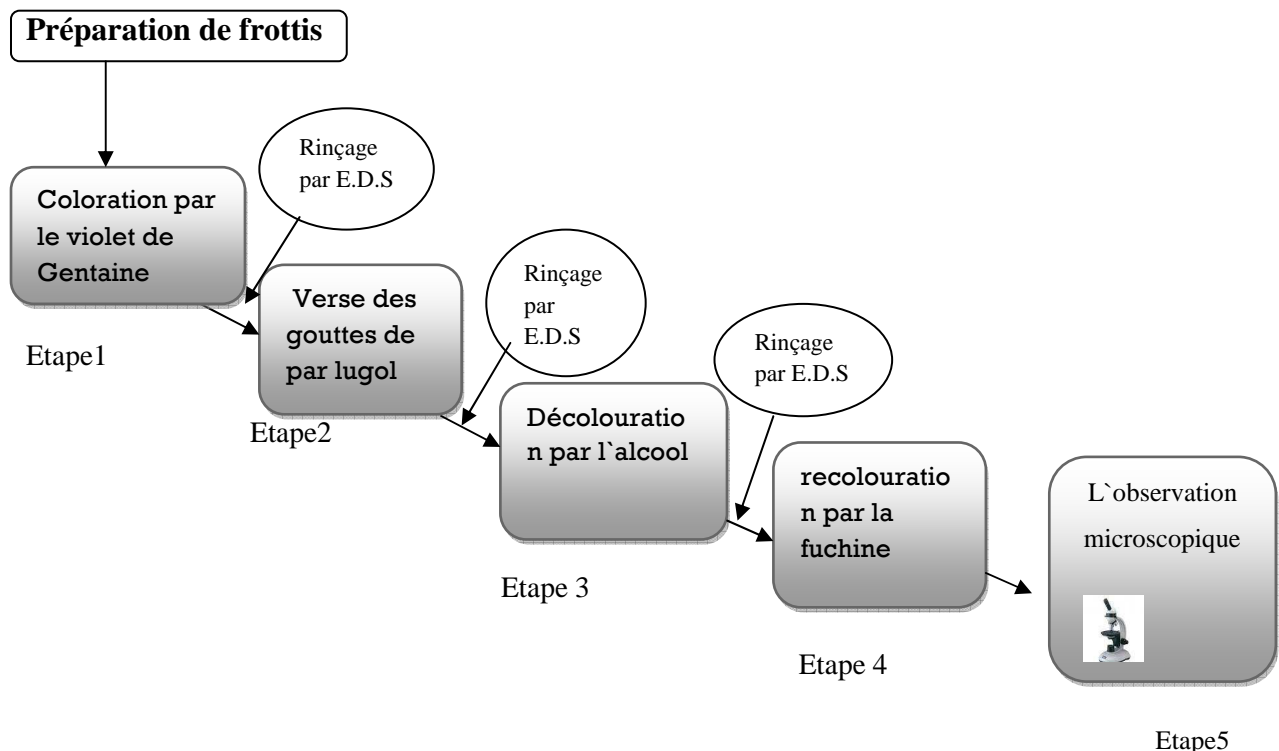 Préparation de frottis
Rinçage
par E.D.S
Coloration par
le violet de
Gentaine
Etape1
Verse des
gouttes de
par lugol
Etape2
Rinçage
par
E.D.S
Décolouratio
n par l`alcool
Etape 3
Rinçage
par E.D.S
recolouratio
n par la
fuchine
Etape 4
L`observation
microscopique
Etape5